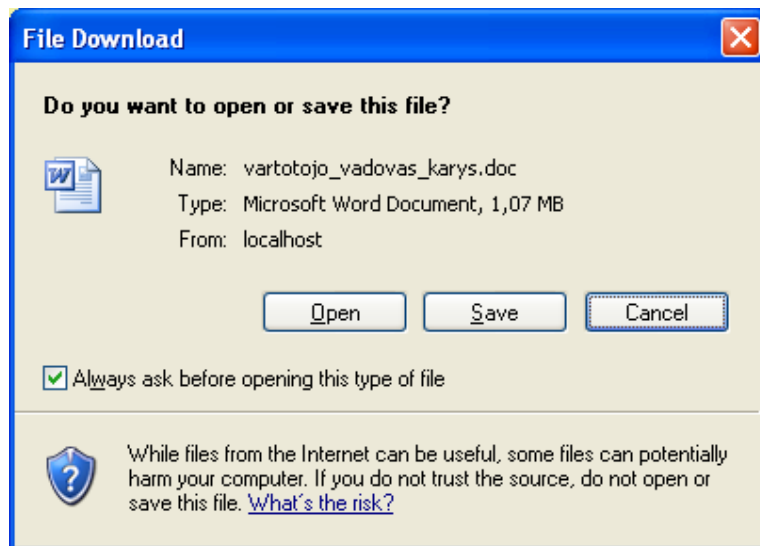 File Download
Do you want to open or save this file?
Name: vartotojo_vadovas_karys.doc
Type: Microsoft Word Document, 1,07 MB
From: localhost
Open Save Cancel
Always ask before opening this type of file
While files from the Internet can be useful, some files can potentially
harm your computer. If you do not trust the source, do not open or
save this file. What's the risk?